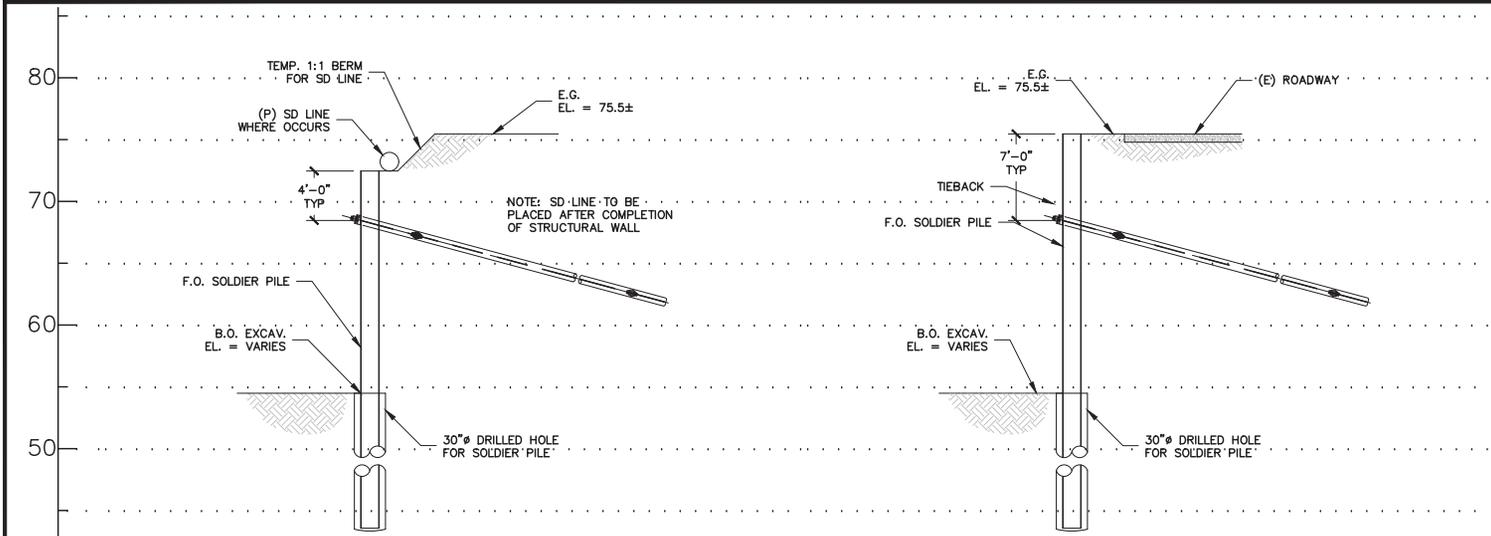 80
70
60
50
TEMP. 1:1 BERM
FOR SD LINE
E.G.
EL. = 75.5±
(P) SD LINE
WHERE OCCURS
4'-0"
TYP
NOTE: SD LINE TO BE
PLACED AFTER COMPLETION
OF STRUCTURAL WALL
F.O. SOLDIER PILE
B.O. EXCAV.
EL. = VARIES
30"ø DRILLED HOLE
FOR SOLDIER PILE
E.G.
EL. = 75.5±
(E) ROADWAY
7'-0"
TYP
TIEBACK
F.O. SOLDIER PILE
B.O. EXCAV.
EL. = VARIES
30"ø DRILLED HOLE
FOR SOLDIER PILE